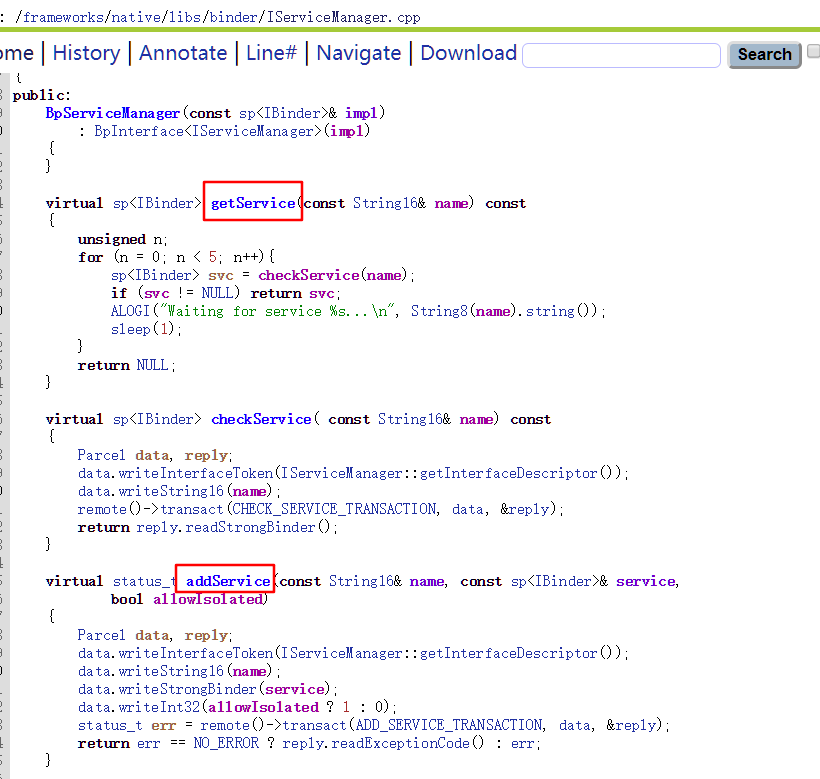 : /frameworks/native/libs/binder/IServiceManager.cpp
ome | History | Annotate | Line# | Navigate | Download Search
{
public:
    BpServiceManager(const sp<IBinder>& impl)
        : BpInterface<IServiceManager>(impl)
    {
    }
    virtual sp<IBinder> getService(const String16& name) const
    {
        unsigned n;
        for (n = 0; n < 5; n++){
            sp<IBinder> svc = checkService(name);
            if (svc != NULL) return svc;
            ALOGI("Waiting for service %s...\n", String8(name).string());
            sleep(1);
        }
        return NULL;
    }
    virtual sp<IBinder> checkService( const String16& name) const
    {
        Parcel data, reply;
        data.writeInterfaceToken(IServiceManager::getInterfaceDescriptor());
        data.writeString16(name);
        remote()->transact(CHECK_SERVICE_TRANSACTION, data, &reply);
        return reply.readStrongBinder();
    }
    virtual status_t addService(const String16& name, const sp<IBinder>& service,
            bool allowIsolated)
    {
        Parcel data, reply;
        data.writeInterfaceToken(IServiceManager::getInterfaceDescriptor());
        data.writeString16(name);
        data.writeStrongBinder(service);
        data.writeInt32(allowIsolated ? 1 : 0);
        status_t err = remote()->transact(ADD_SERVICE_TRANSACTION, data, &reply);
        return err == NO_ERROR ? reply.readExceptionCode() : err;
    }